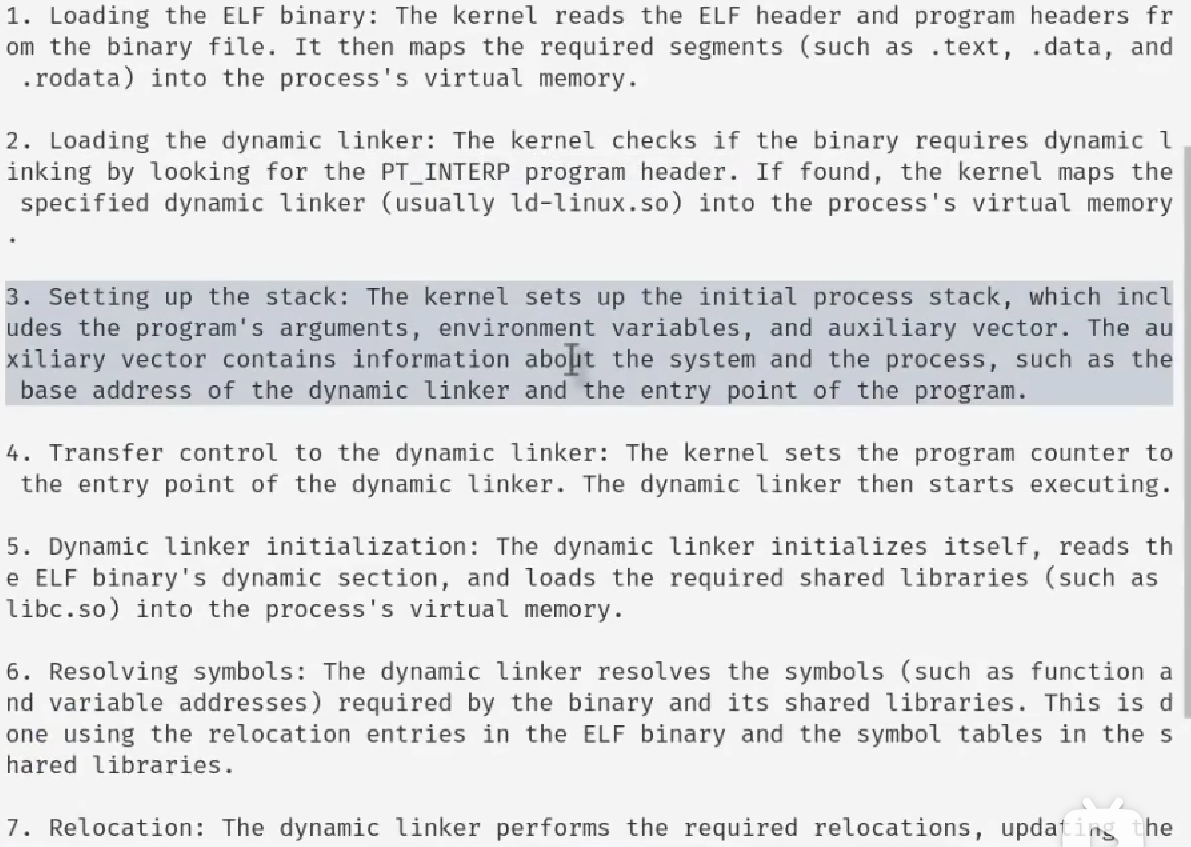 1. Loading the ELF binary: The kernel reads the ELF header and program headers fr
om the binary file. It then maps the required segments (such as .text, .data, and
 .rodata) into the process's virtual memory.
2. Loading the dynamic linker: The kernel checks if the binary requires dynamic l
inking by looking for the PT_INTERP program header. If found, the kernel maps the
 specified dynamic linker (usually ld-linux.so) into the process's virtual memory
.
3. Setting up the stack: The kernel sets up the initial process stack, which incl
udes the program's arguments, environment variables, and auxiliary vector. The au
xiliary vector contains information about the system and the process, such as the
 base address of the dynamic linker and the entry point of the program.
4. Transfer control to the dynamic linker: The kernel sets the program counter to
 the entry point of the dynamic linker. The dynamic linker then starts executing.
5. Dynamic linker initialization: The dynamic linker initializes itself, reads th
e ELF binary's dynamic section, and loads the required shared libraries (such as
libc.so) into the process's virtual memory.
6. Resolving symbols: The dynamic linker resolves the symbols (such as function a
nd variable addresses) required by the binary and its shared libraries. This is d
one using the relocation entries in the ELF binary and the symbol tables in the s
hared libraries.
7. Relocation: The dynamic linker performs the required relocations, updating the